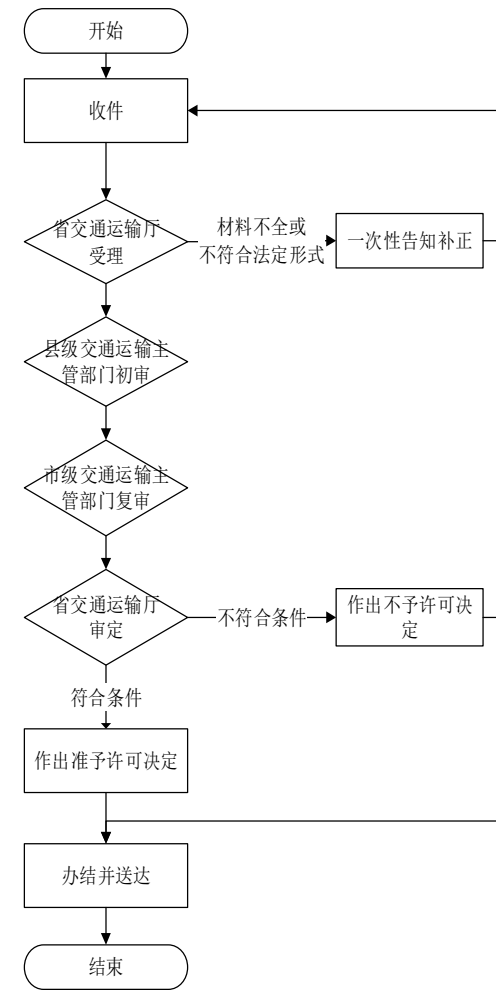 开始
收件
省交通运输厅
受理
材料不全或
不符合法定形式
一次性告知补正
县级交通运输主
管部门初审
市级交通运输主
管部门复审
省交通运输厅
审定
不符合条件
作出不予许可决
定
符合条件
作出准予许可决定
办结并送达
结束